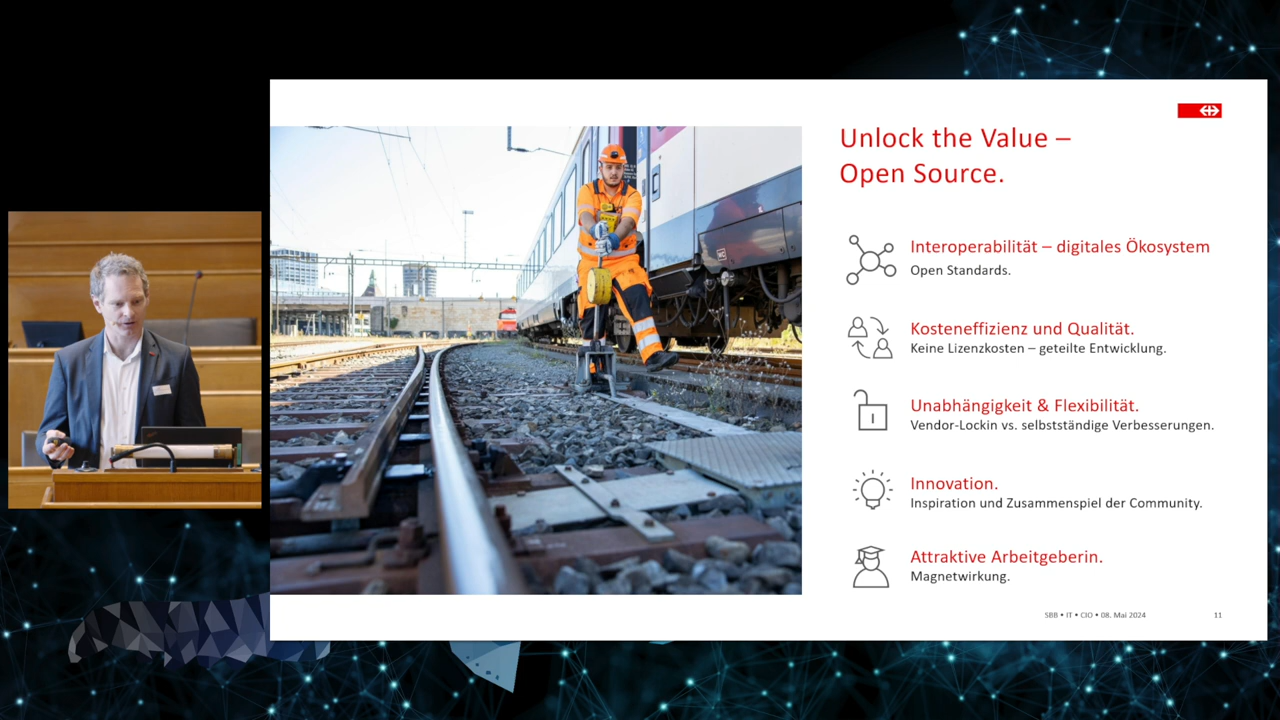 Unlock the Value –
Open Source.
Interoperabilität – digitales Ökosystem
Open Standards.
Kosteneffizienz und Qualität.
Keine Lizenzkosten – geteilte Entwicklung.
Unabhängigkeit & Flexibilität.
Vendor-Lockin vs. selbstständige Verbesserungen.
Innovation.
Inspiration und Zusammenspiel der Community.
Attraktive Arbeitgeberin.
Magnetwirkung.
SBB • IT • CIO • 08. Mai 2024
11